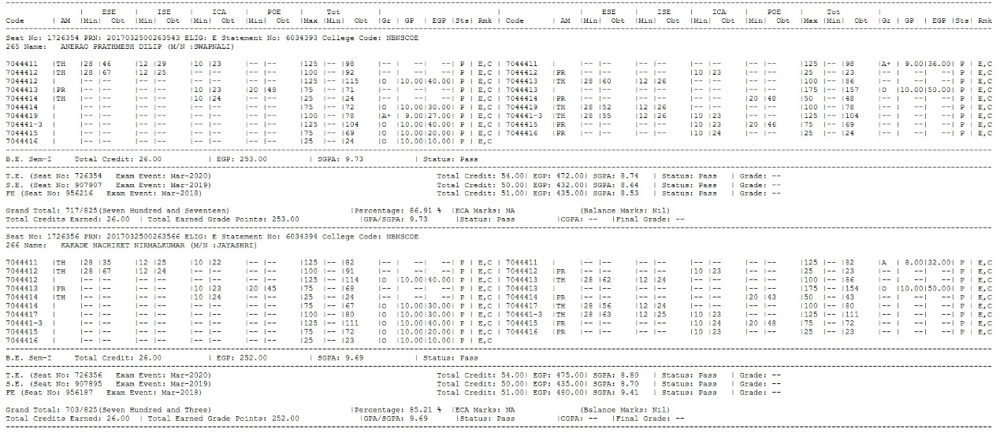 ESE ISE ICA POE Tot | ESE ISE ICA POE Tot |
Code | AM |Min| Obt |Min| Obt |Min| Obt |Min| Obt Max |Min| Obt |Gr | GP | EGP |Sts| Rmk | Code | AM |Min| Obt |Min| Obt |Min| Obt |Min| Obt Max |Min| Obt |Gr | GP | EGP |Sts| Rmk
Seat No: 1726354 PRN: 2017032500263543 ELIG: E Statement No: 6034393 College Code: NBNSCOE
265 Name: ANERAO PRATHMESH DILIP (M/N :SWAPNALI)
7044411 |TH |28 |46 |12 |29 |10 |23 |-- |-- |125 |-- |98 |-- | --| --| P | E,C | 7044411 | |-- |-- |-- |-- |-- |-- |-- |-- |125 |-- |98 |A+ | 9.00|36.00| P | E,C
7044412 |TH |28 |67 |12 |25 |-- |-- |-- |-- |100 |-- |92 |-- | --| --| P | E,C | 7044412 |PR |-- |-- |-- |-- |10 |23 |-- |-- |25 |-- |23 |-- | --| --| P | E,C
7044412 | |-- |-- |-- |-- |-- |-- |-- |-- |125 |-- |115 |O |10.00|40.00| P | E,C | 7044413 |TH |28 |60 |12 |26 |-- |-- |-- |-- |100 |-- |86 |-- | --| --| P | E,C
7044413 |PR |-- |-- |-- |-- |10 |23 |20 |48 |75 |-- |71 |-- | --| --| P | E,C | 7044413 | |-- |-- |-- |-- |-- |-- |-- |-- |175 |-- |157 |O |10.00|50.00| P | E,C
7044414 |TH |-- |-- |-- |-- |10 |24 |-- |-- |25 |-- |24 |-- | --| --| P | E,C | 7044414 |PR |-- |-- |-- |-- |-- |-- |20 |48 |50 |-- |48 |-- | --| --| P | E,C
7044414 | |-- |-- |-- |-- |-- |-- |-- |-- |75 |-- |72 |O |10.00|30.00| P | E,C | 7044419 |TH |28 |52 |12 |26 |-- |-- |-- |-- |100 |-- |78 |-- | --| --| P | E,C
7044419 | |-- |-- |-- |-- |-- |-- |-- |-- |100 |-- |78 |A+ | 9.00|27.00| P | E,C | 704441-3 |TH |28 |55 |12 |26 |10 |23 |-- |-- |125 |-- |104 |-- | --| --| P | E,C
704441-3 | |-- |-- |-- |-- |-- |-- |-- |-- |125 |-- |104 |O |10.00|40.00| P | E,C | 7044415 |PR |-- |-- |-- |-- |10 |23 |20 |46 |75 |-- |69 |-- | --| --| P | E,C
7044415 | |-- |-- |-- |-- |-- |-- |-- |-- |75 |-- |69 |O |10.00|20.00| P | E,C | 7044416 |PR |-- |-- |-- |-- |10 |24 |-- |-- |25 |-- |24 |-- | --| --| P | E,C
7044416 | |-- |-- |-- |-- |-- |-- |-- |-- |25 |-- |24 |O |10.00|10.00| P | E,C
B.E. Sem-I Total Credit: 26.00 | EGP: 253.00 | SGPA: 9.73 | Status: Pass
T.E. (Seat No: 726354 Exam Event: Mar-2020) Total Credit: 54.00| EGP: 472.00| SGPA: 8.74 | Status: Pass | Grade: --
S.E. (Seat No: 907907 Exam Event: Mar-2019) Total Credit: 50.00| EGP: 432.00| SGPA: 8.64 | Status: Pass | Grade: --
FE (Seat No: 956216 Exam Event: Mar-2018) Total Credit: 51.00| EGP: 435.00| SGPA: 8.53 | Status: Pass | Grade: --
Grand Total: 717/825(Seven Hundred and Seventeen) |Percentage: 86.91 % |ECA Marks: NA (Balance Marks: Nil)
Total Credits Earned: 26.00 | Total Earned Grade Points: 253.00 |GPA/SGPA: 9.73 |Status: Pass |CGPA: -- |Final Grade: --
Seat No: 1726356 PRN: 2017032500263566 ELIG: E Statement No: 6034394 College Code: NBNSCOE
266 Name: KAKADE NACHIKET NIRMALKUMAR (M/N :JAYASHRI)
7044411 |TH |28 |35 |12 |25 |10 |22 |-- |-- |125 |-- |82 |-- | --| --| P | E,C | 7044411 | |-- |-- |-- |-- |-- |-- |-- |-- |125 |-- |82 |A | 8.00|32.00| P | E,C
7044412 |TH |28 |67 |12 |24 |-- |-- |-- |-- |100 |-- |91 |-- | --| --| P | E,C | 7044412 |PR |-- |-- |-- |-- |10 |23 |-- |-- |25 |-- |23 |-- | --| --| P | E,C
7044412 | |-- |-- |-- |-- |-- |-- |-- |-- |125 |-- |114 |O |10.00|40.00| P | E,C | 7044413 |TH |28 |62 |12 |24 |-- |-- |-- |-- |100 |-- |86 |-- | --| --| P | E,C
7044413 |PR |-- |-- |-- |-- |10 |23 |20 |45 |75 |-- |68 |-- | --| --| P | E,C | 7044413 | |-- |-- |-- |-- |-- |-- |-- |-- |175 |-- |154 |O |10.00|50.00| P | E,C
7044414 |TH |-- |-- |-- |-- |10 |24 |-- |-- |25 |-- |24 |-- | --| --| P | E,C | 7044414 |PR |-- |-- |-- |-- |-- |-- |20 |43 |50 |-- |43 |-- | --| --| P | E,C
7044414 | |-- |-- |-- |-- |-- |-- |-- |-- |75 |-- |67 |O |10.00|30.00| P | E,C | 7044417 |TH |28 |56 |12 |24 |-- |-- |-- |-- |100 |-- |80 |-- | --| --| P | E,C
7044417 | |-- |-- |-- |-- |-- |-- |-- |-- |100 |-- |80 |O |10.00|30.00| P | E,C | 704441-3 |TH |28 |63 |12 |25 |10 |23 |-- |-- |125 |-- |111 |-- | --| --| P | E,C
704441-3 | |-- |-- |-- |-- |-- |-- |-- |-- |125 |-- |111 |O |10.00|40.00| P | E,C | 7044415 |PR |-- |-- |-- |-- |10 |24 |20 |48 |75 |-- |72 |-- | --| --| P | E,C
7044415 | |-- |-- |-- |-- |-- |-- |-- |-- |75 |-- |72 |O |10.00|20.00| P | E,C | 7044416 |PR |-- |-- |-- |-- |10 |23 |-- |-- |25 |-- |23 |-- | --| --| P | E,C
7044416 | |-- |-- |-- |-- |-- |-- |-- |-- |25 |-- |23 |O |10.00|10.00| P | E,C
B.E. Sem-I Total Credit: 26.00 | EGP: 252.00 | SGPA: 9.69 | Status: Pass
T.E. (Seat No: 726356 Exam Event: Mar-2020) Total Credit: 54.00| EGP: 475.00| SGPA: 8.80 | Status: Pass | Grade: --
S.E. (Seat No: 907895 Exam Event: Mar-2019) Total Credit: 50.00| EGP: 435.00| SGPA: 8.70 | Status: Pass | Grade: --
FE (Seat No: 956187 Exam Event: Mar-2018) Total Credit: 51.00| EGP: 480.00| SGPA: 9.41 | Status: Pass | Grade: --
Grand Total: 703/825(Seven Hundred and Three) |Percentage: 85.21 % |ECA Marks: NA (Balance Marks: Nil)
Total Credits Earned: 26.00 | Total Earned Grade Points: 252.00 |GPA/SGPA: 9.69 |Status: Pass |CGPA: -- |Final Grade: --